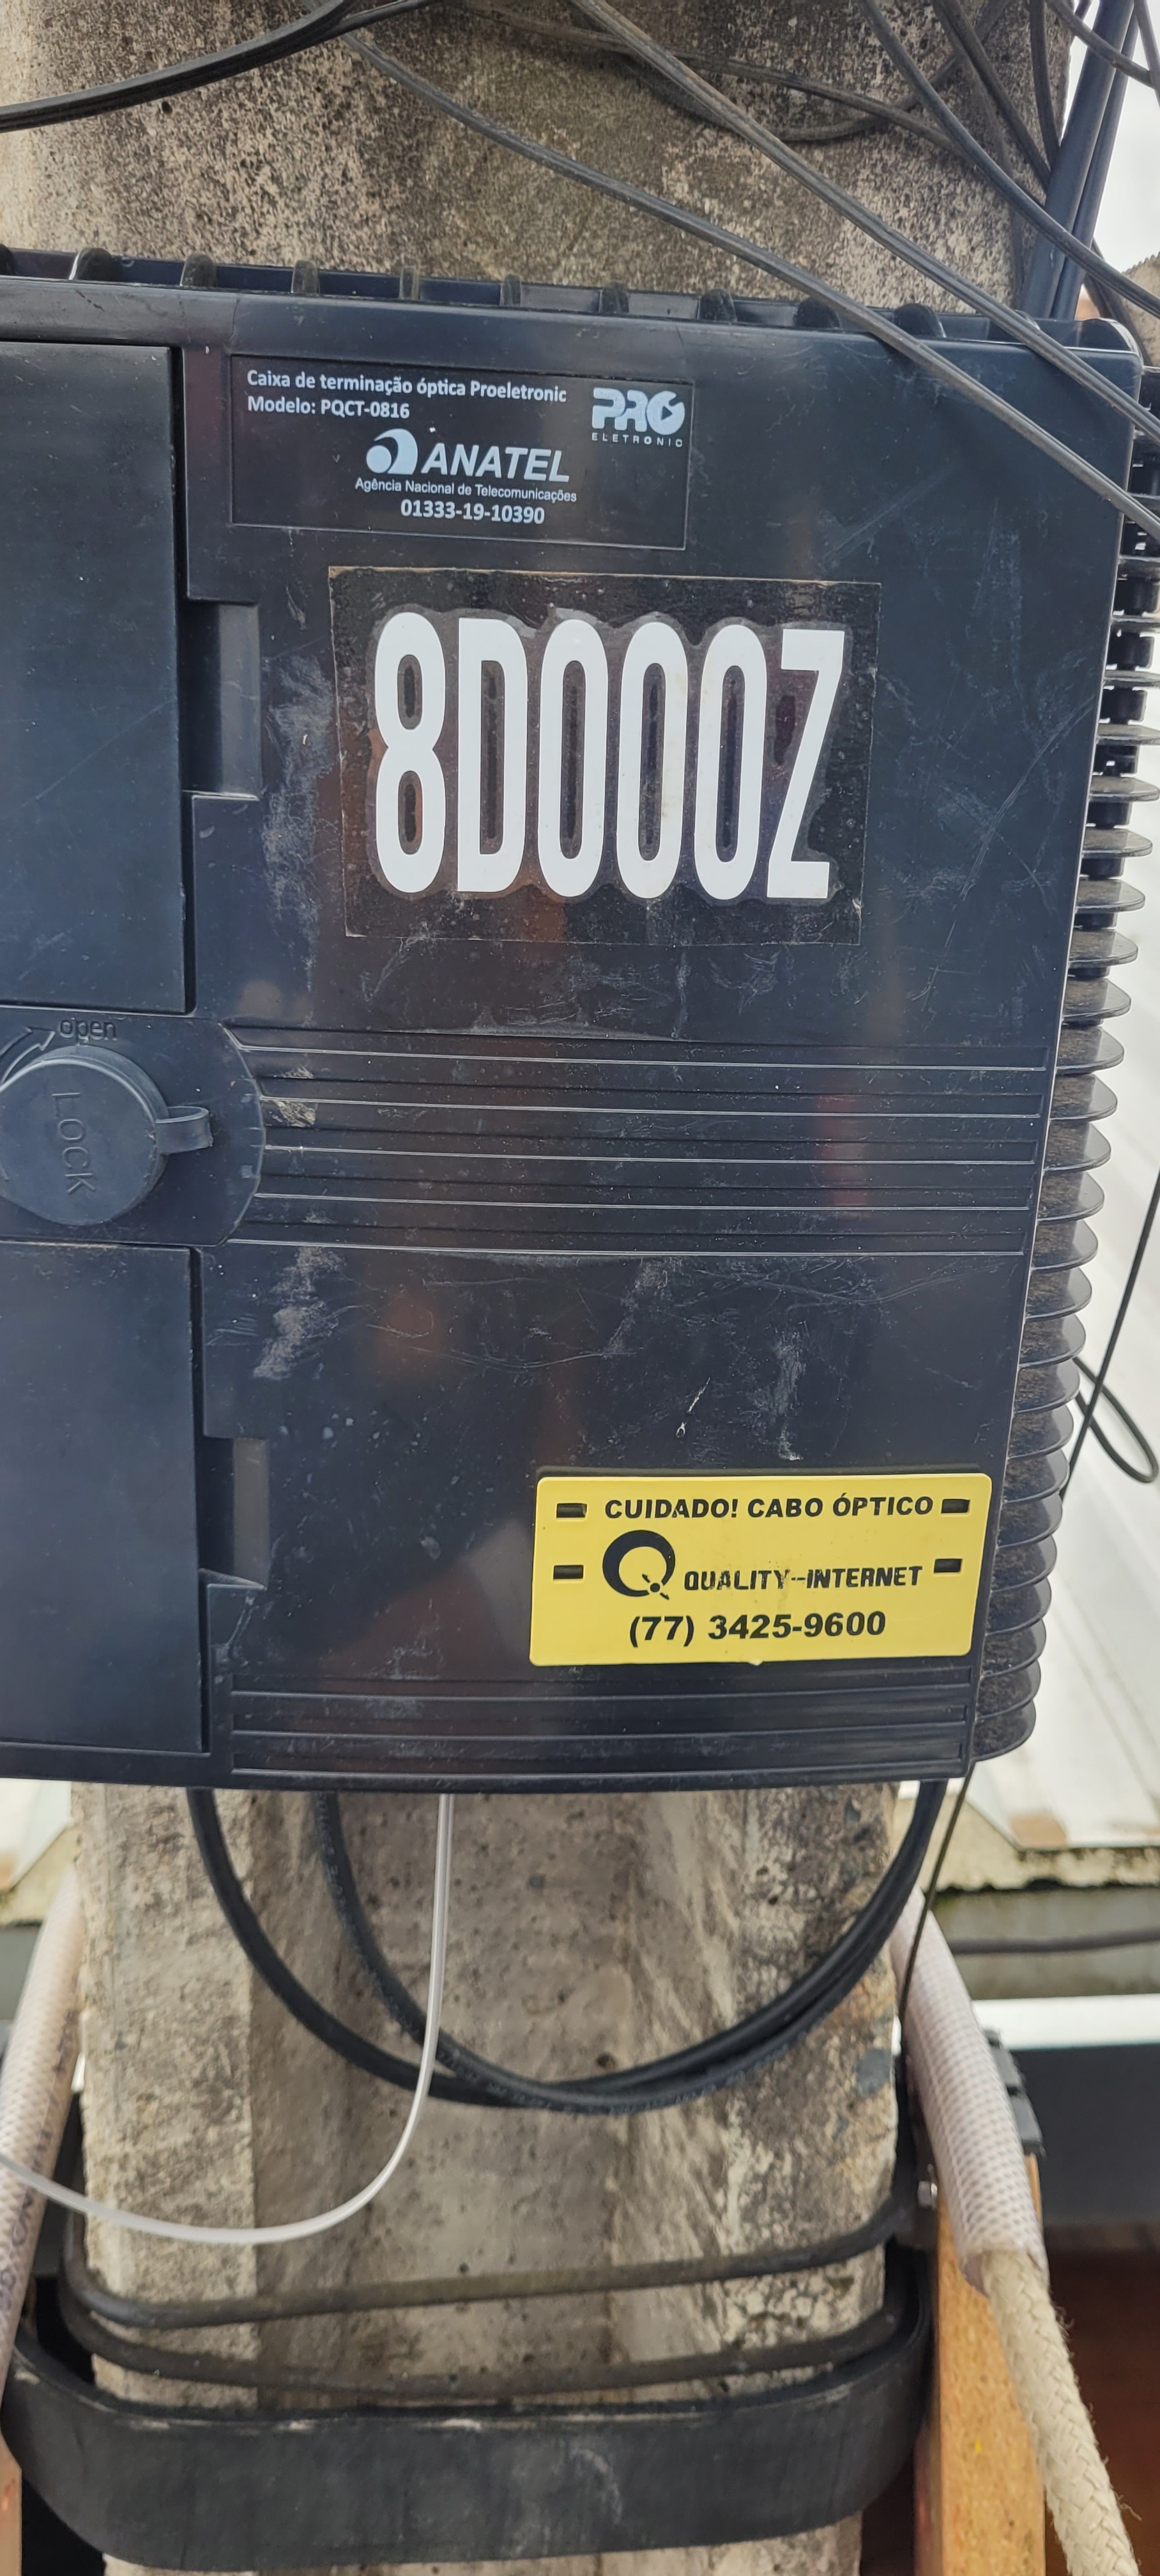 Caixa de terminação óptica Proeletronic
Modelo: PQCT-0816
PRO
ELETRONIC
ANATEL
Agência Nacional de Telecomunicações
01333-19-10390
8D000Z
open
LOCK
CUIDADO! CABO ÓPTICO
QUALITY--INTERNET
(77) 3425-9600